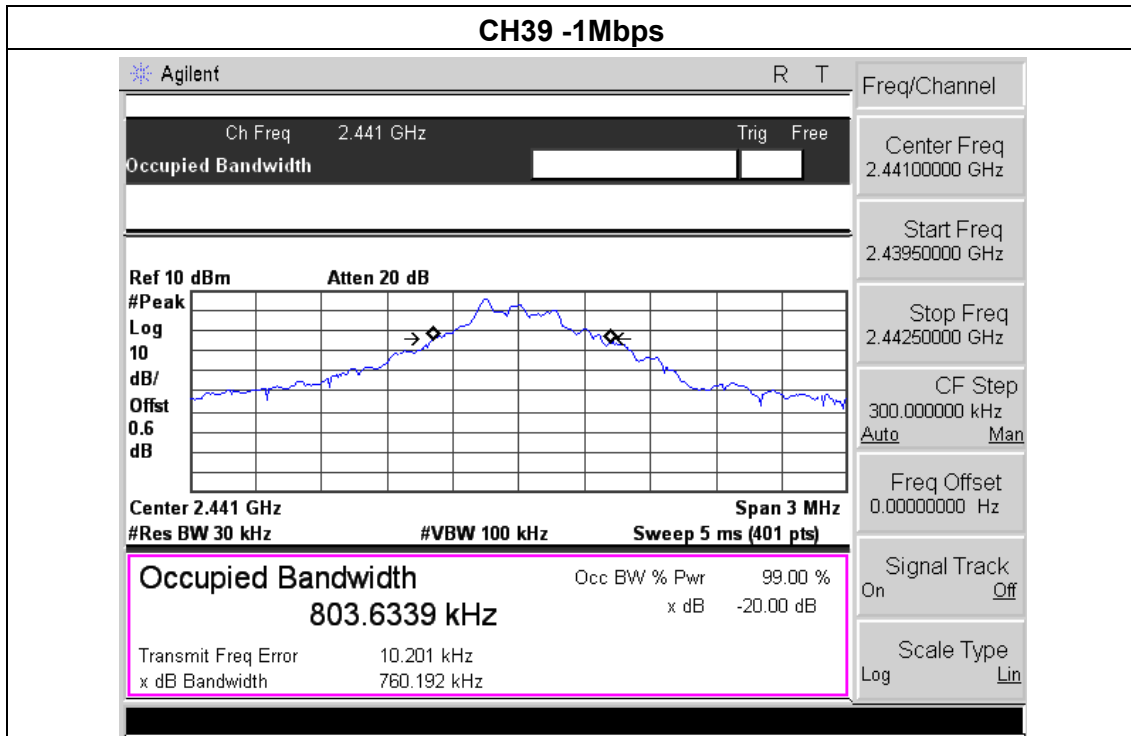 CH39 -1Mbps
Agilent R T
Ch Freq 2.441 GHz Trig Free
Occupied Bandwidth
Ref 10 dBm Atten 20 dB
#Peak
Log
10
dB/
Offst
0.6
dB
Center 2.441 GHz Span 3 MHz
#Res BW 30 kHz #VBW 100 kHz Sweep 5 ms (401 pts)
Occupied Bandwidth Occ BW % Pwr 99.00 %
803.6339 kHz x dB -20.00 dB
Transmit Freq Error 10.201 kHz
x dB Bandwidth 760.192 kHz
Freq/Channel
Center Freq
2.44100000 GHz
Start Freq
2.43950000 GHz
Stop Freq
2.44250000 GHz
CF Step
300.000000 kHz
Auto Man
Freq Offset
0.00000000 Hz
Signal Track
On Off
Scale Type
Log Lin